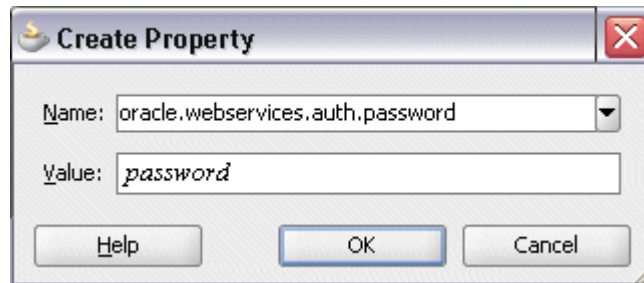 Create Property
Name: oracle.webservices.auth.password
Value: password
Help OK Cancel